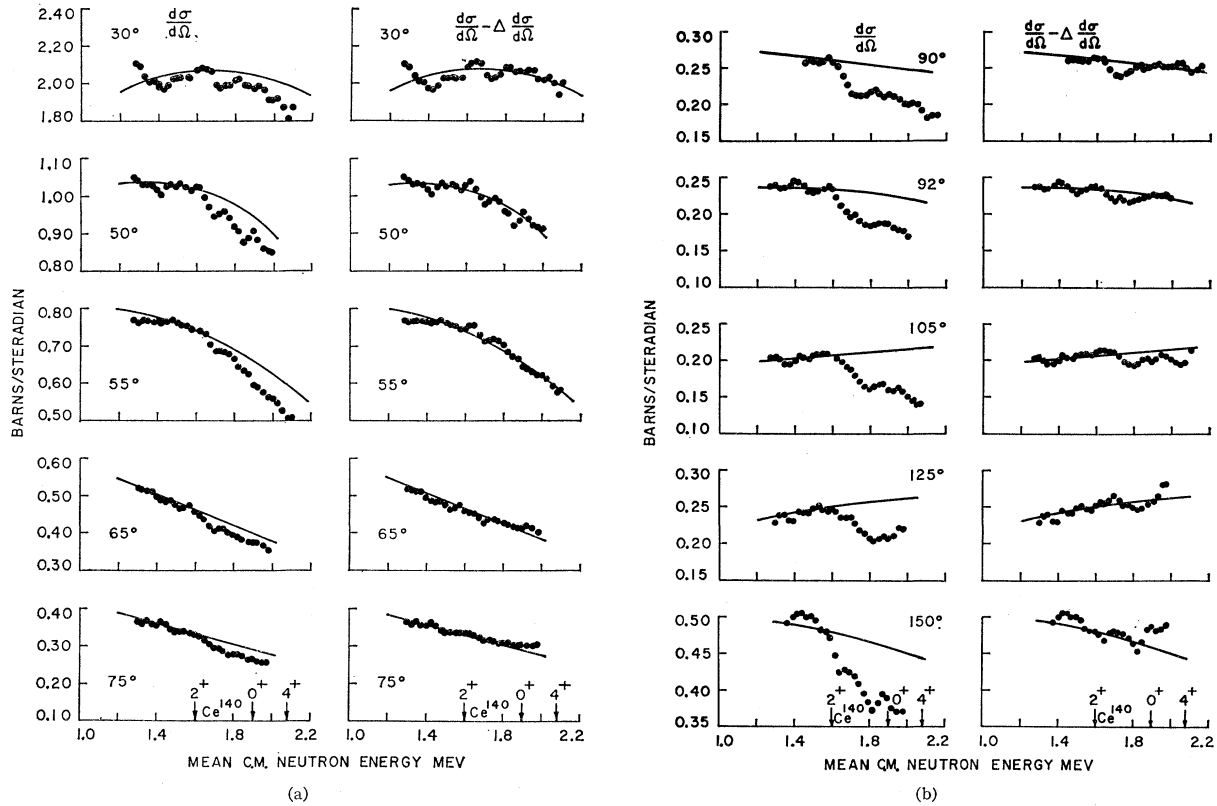 dσ/dΩ
dσ/dΩ – Δ dσ/dΩ
2.40
2.20
2.00
1.80
30°
30°
1.10
1.00
0.90
0.80
50°
50°
0.80
0.70
0.60
0.50
55°
55°
0.60
0.50
0.40
0.30
65°
65°
0.40
0.30
0.20
0.10
75°
75°
2+ 0+ 4+
Ce140
2+ 0+ 4+
Ce140
1.0 1.4 1.8 2.2 1.0 1.4 1.8 2.2
BARNS/STERADIAN
MEAN C.M. NEUTRON ENERGY MEV
(a)
dσ/dΩ
dσ/dΩ – Δ dσ/dΩ
0.30
0.25
0.20
0.15
90°
0.25
0.20
0.15
0.10
92°
0.25
0.20
0.15
0.10
105°
0.30
0.25
0.20
0.15
125°
0.50
0.45
0.40
0.35
150°
2+ 0+ 4+
Ce140
2+ 0+ 4+
Ce140
1.0 1.4 1.8 2.2 1.0 1.4 1.8 2.2
BARNS/STERADIAN
MEAN C.M. NEUTRON ENERGY MEV
(b)